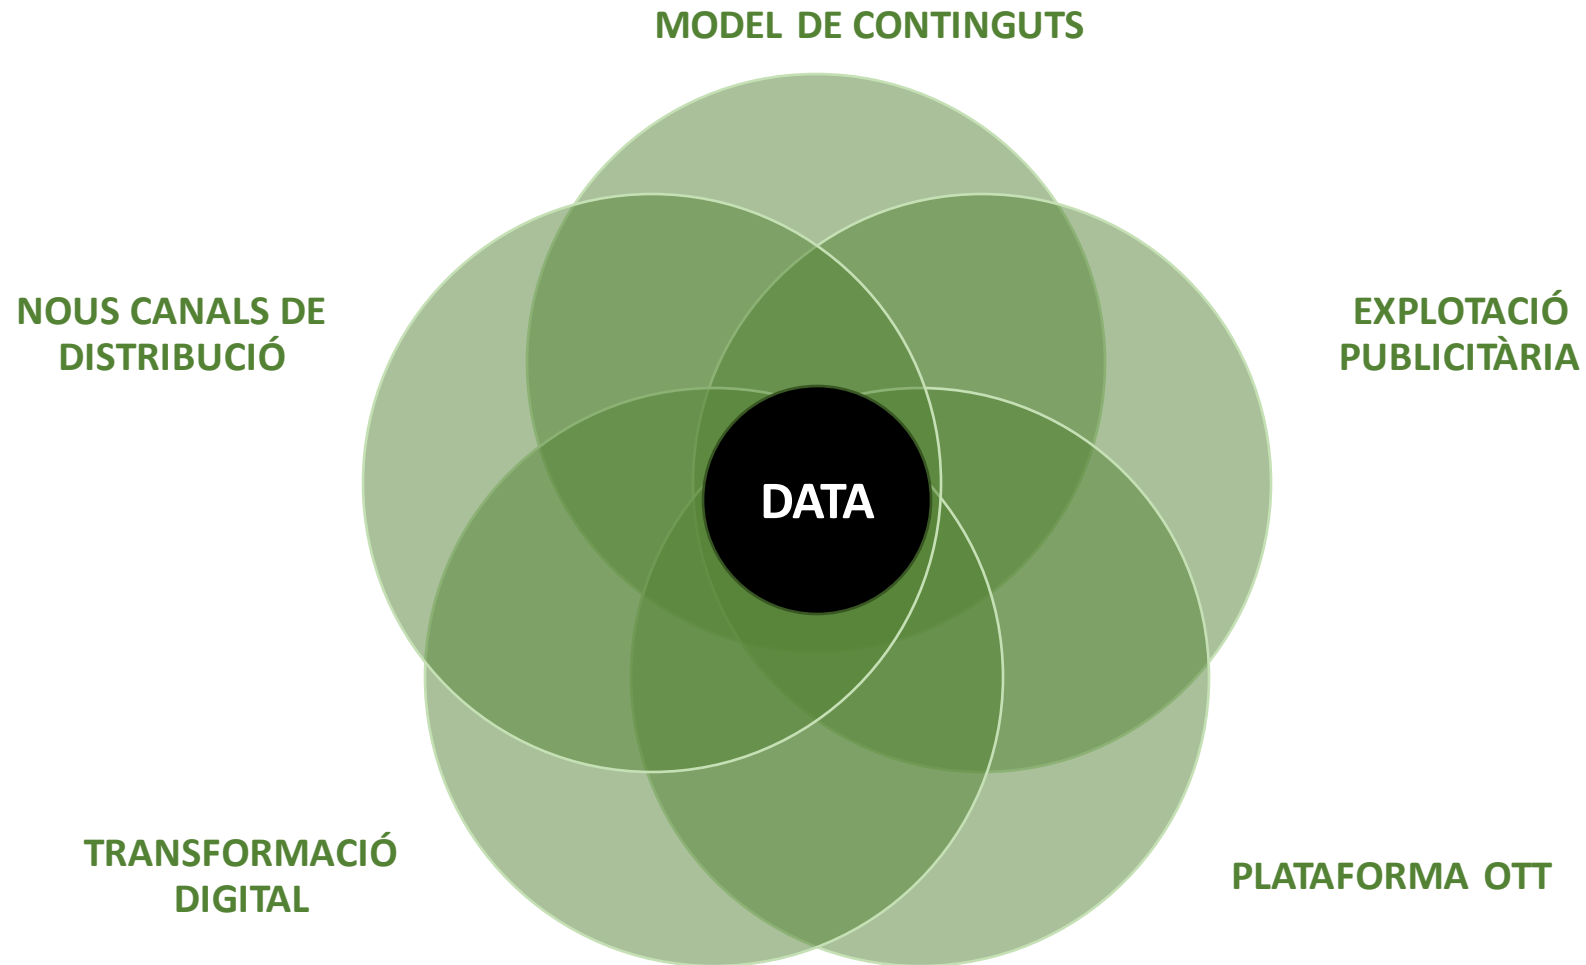 MODEL DE CONTINGUTS
NOUS CANALS DE
DISTRIBUCIÓ
EXPLOTACIÓ
PUBLICITÀRIA
DATA
TRANSFORMACIÓ
DIGITAL
PLATAFORMA OTT